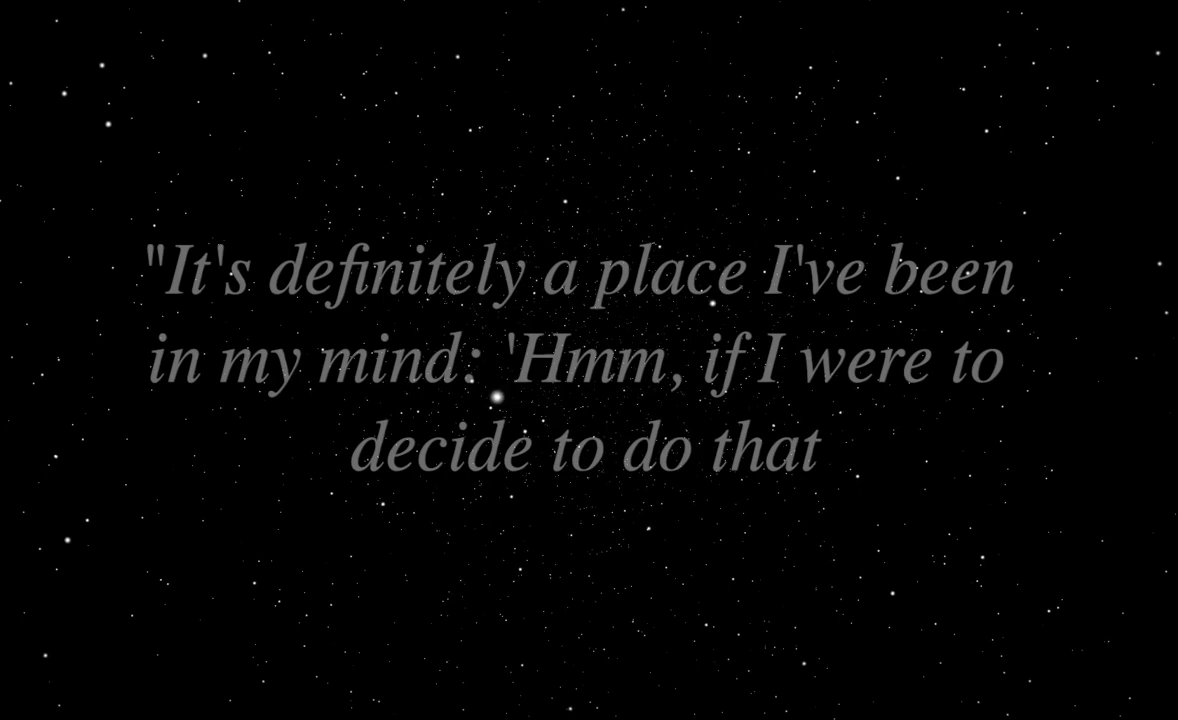 "It's definitely a place I've been
in my mind: 'Hmm, if I were to
decide to do that